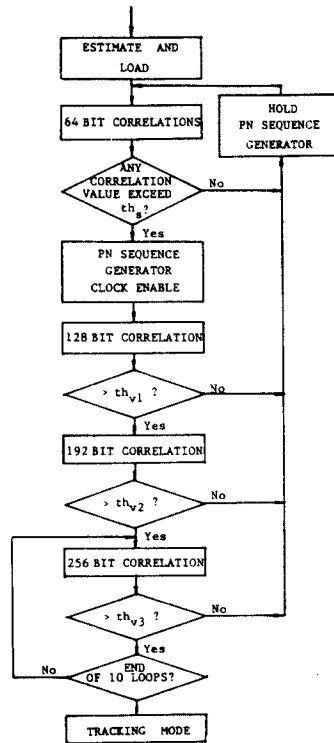 ESTIMATE AND
LOAD
HOLD
PN SEQUENCE
GENERATOR
64 BIT CORRELATIONS
ANY
CORRELATION
VALUE EXCEED
th_s?
No
Yes
PN SEQUENCE
GENERATOR
CLOCK ENABLE
128 BIT CORRELATION
> th_v1 ?
No
Yes
192 BIT CORRELATION
> th_v2 ?
No
Yes
256 BIT CORRELATION
> th_v3 ?
No
Yes
END
OF 10 LOOPS?
No
TRACKING MODE